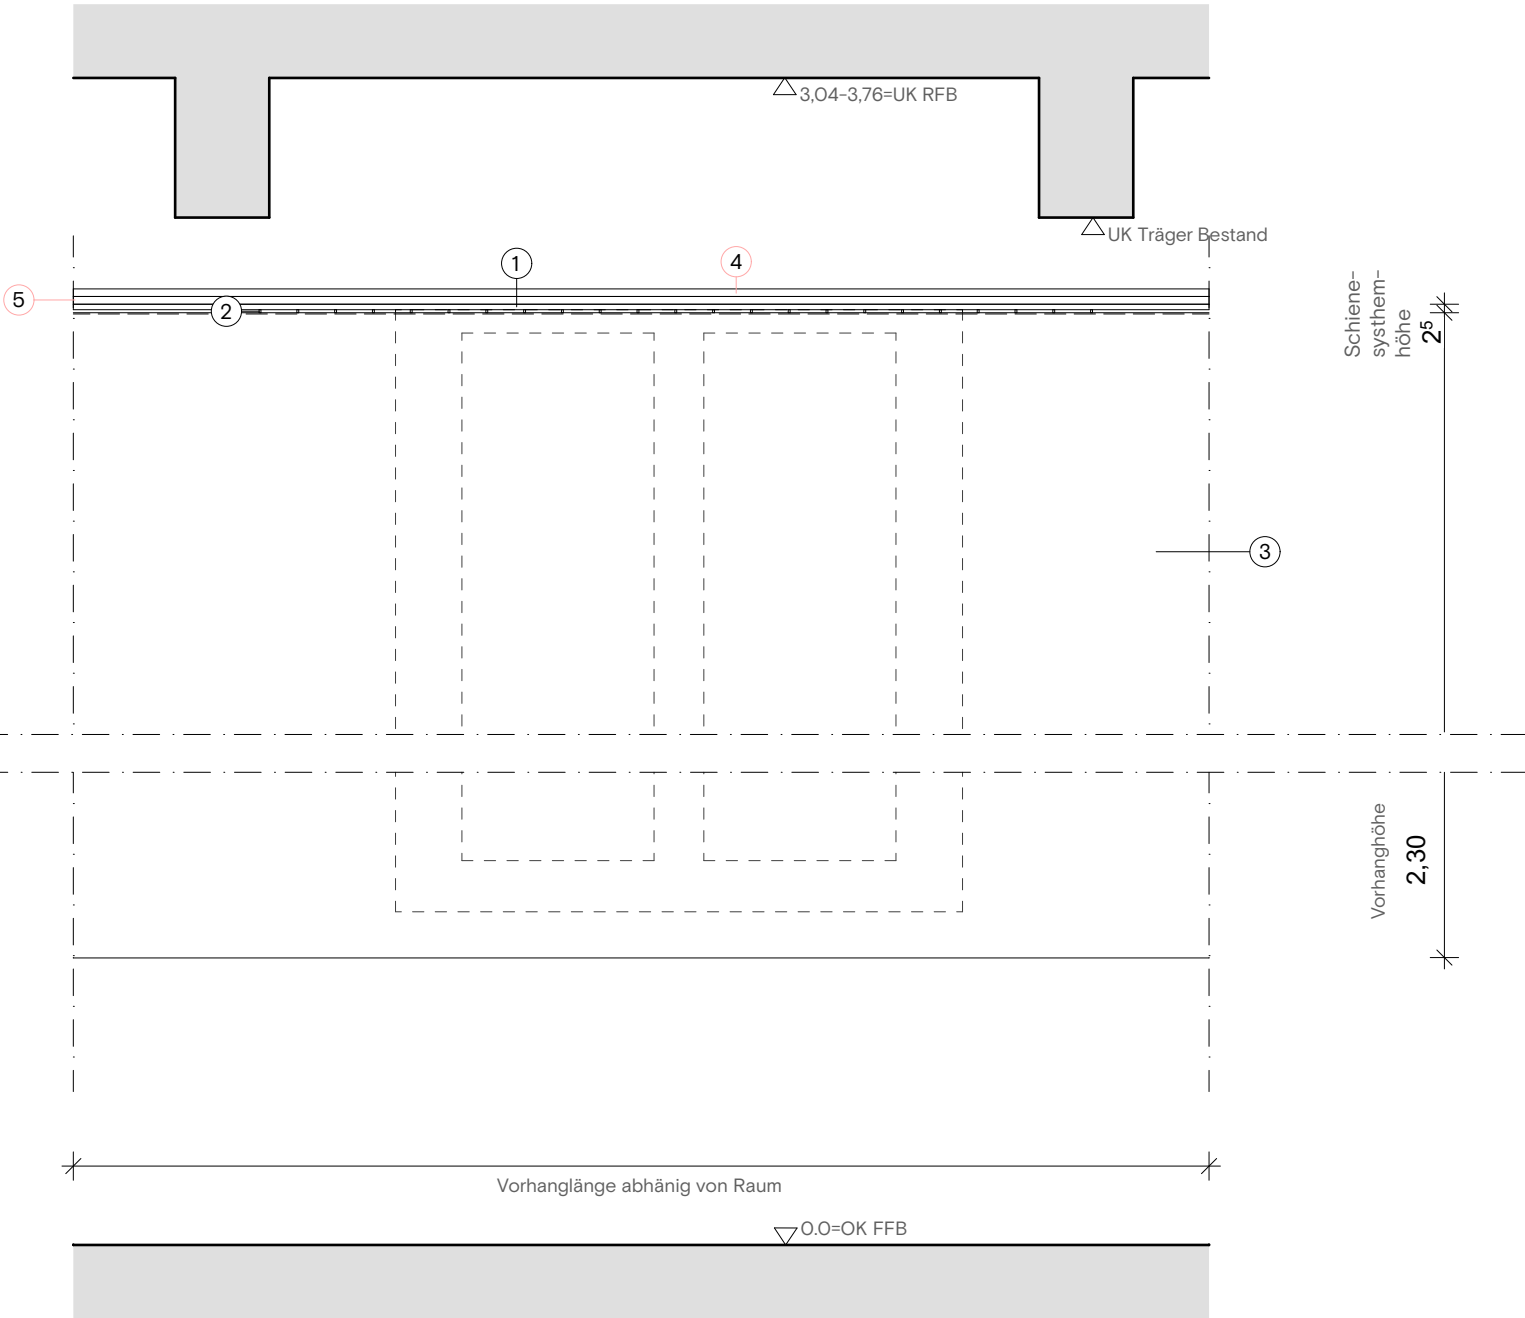 3,04-3,76=UK RFB
UK Träger Bestand
1
4
5
2
Schiene-
systhem-
höhe
2⁵
3
Vorhanghöhe
2,30
Vorhanglänge abhänig von Raum
0.0=OK FFB